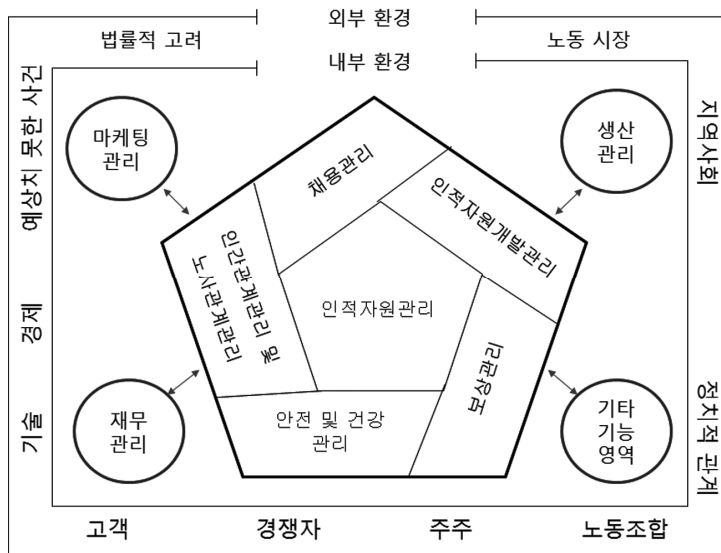 외부 환경
법률적 고려
노동 시장
내부 환경
예상치 못한 사건
경제
기술
지역사회
정치적 관계
마케팅
관리
생산
관리
채용관리
인적자원개발관리
인간관계관리 및
노사관계관리
인적자원관리
보상관리
안전 및 건강
관리
재무
관리
기타
기능
영역
고객
경쟁자
주주
노동조합